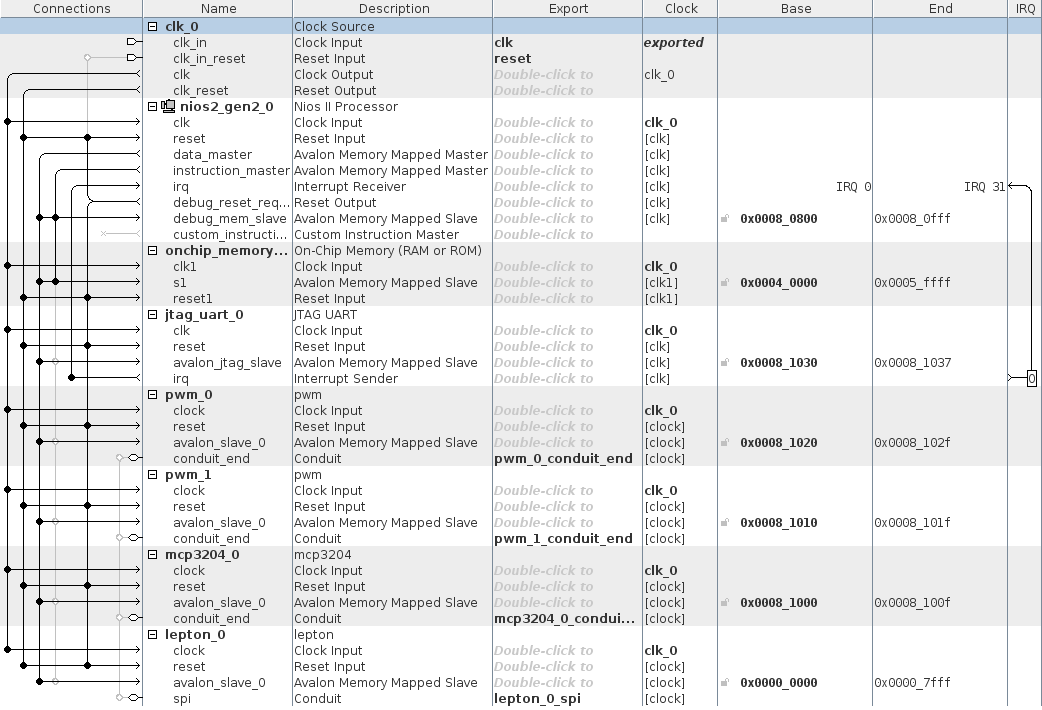 Connections Name Description Export Clock Base End IRQ
clk_0 Clock Source
clk_in Clock Input clk exported
clk_in_reset Reset Input reset
clk Clock Output Double-click to clk_0
clk_reset Reset Output Double-click to
nios2_gen2_0 Nios II Processor
clk Clock Input Double-click to clk_0
reset Reset Input Double-click to [clk]
data_master Avalon Memory Mapped Master Double-click to [clk]
instruction_master Avalon Memory Mapped Master Double-click to [clk]
irq Interrupt Receiver Double-click to [clk] IRQ 0 IRQ 31
debug_reset_req... Reset Output Double-click to [clk]
debug_mem_slave Avalon Memory Mapped Slave Double-click to [clk] 0x0008_0800 0x0008_0fff
custom_instructi... Custom Instruction Master Double-click to
onchip_memory... On-Chip Memory (RAM or ROM)
clk1 Clock Input Double-click to clk_0
s1 Avalon Memory Mapped Slave Double-click to [clk1] 0x0004_0000 0x0005_ffff
reset1 Reset Input Double-click to [clk1]
jtag_uart_0 JTAG UART
clk Clock Input Double-click to clk_0
reset Reset Input Double-click to [clk]
avalon_jtag_slave Avalon Memory Mapped Slave Double-click to [clk] 0x0008_1030 0x0008_1037
irq Interrupt Sender Double-click to [clk] 0
pwm_0 pwm
clock Clock Input Double-click to clk_0
reset Reset Input Double-click to [clock]
avalon_slave_0 Avalon Memory Mapped Slave Double-click to [clock] 0x0008_1020 0x0008_102f
conduit_end Conduit pwm_0_conduit_end [clock]
pwm_1 pwm
clock Clock Input Double-click to clk_0
reset Reset Input Double-click to [clock]
avalon_slave_0 Avalon Memory Mapped Slave Double-click to [clock] 0x0008_1010 0x0008_101f
conduit_end Conduit pwm_1_conduit_end [clock]
mcp3204_0 mcp3204
clock Clock Input Double-click to clk_0
reset Reset Input Double-click to [clock]
avalon_slave_0 Avalon Memory Mapped Slave Double-click to [clock] 0x0008_1000 0x0008_100f
conduit_end Conduit mcp3204_0_condui... [clock]
lepton_0 lepton
clock Clock Input Double-click to clk_0
reset Reset Input Double-click to [clock]
avalon_slave_0 Avalon Memory Mapped Slave Double-click to [clock] 0x0000_0000 0x0000_7fff
spi Conduit lepton_0_spi [clock]